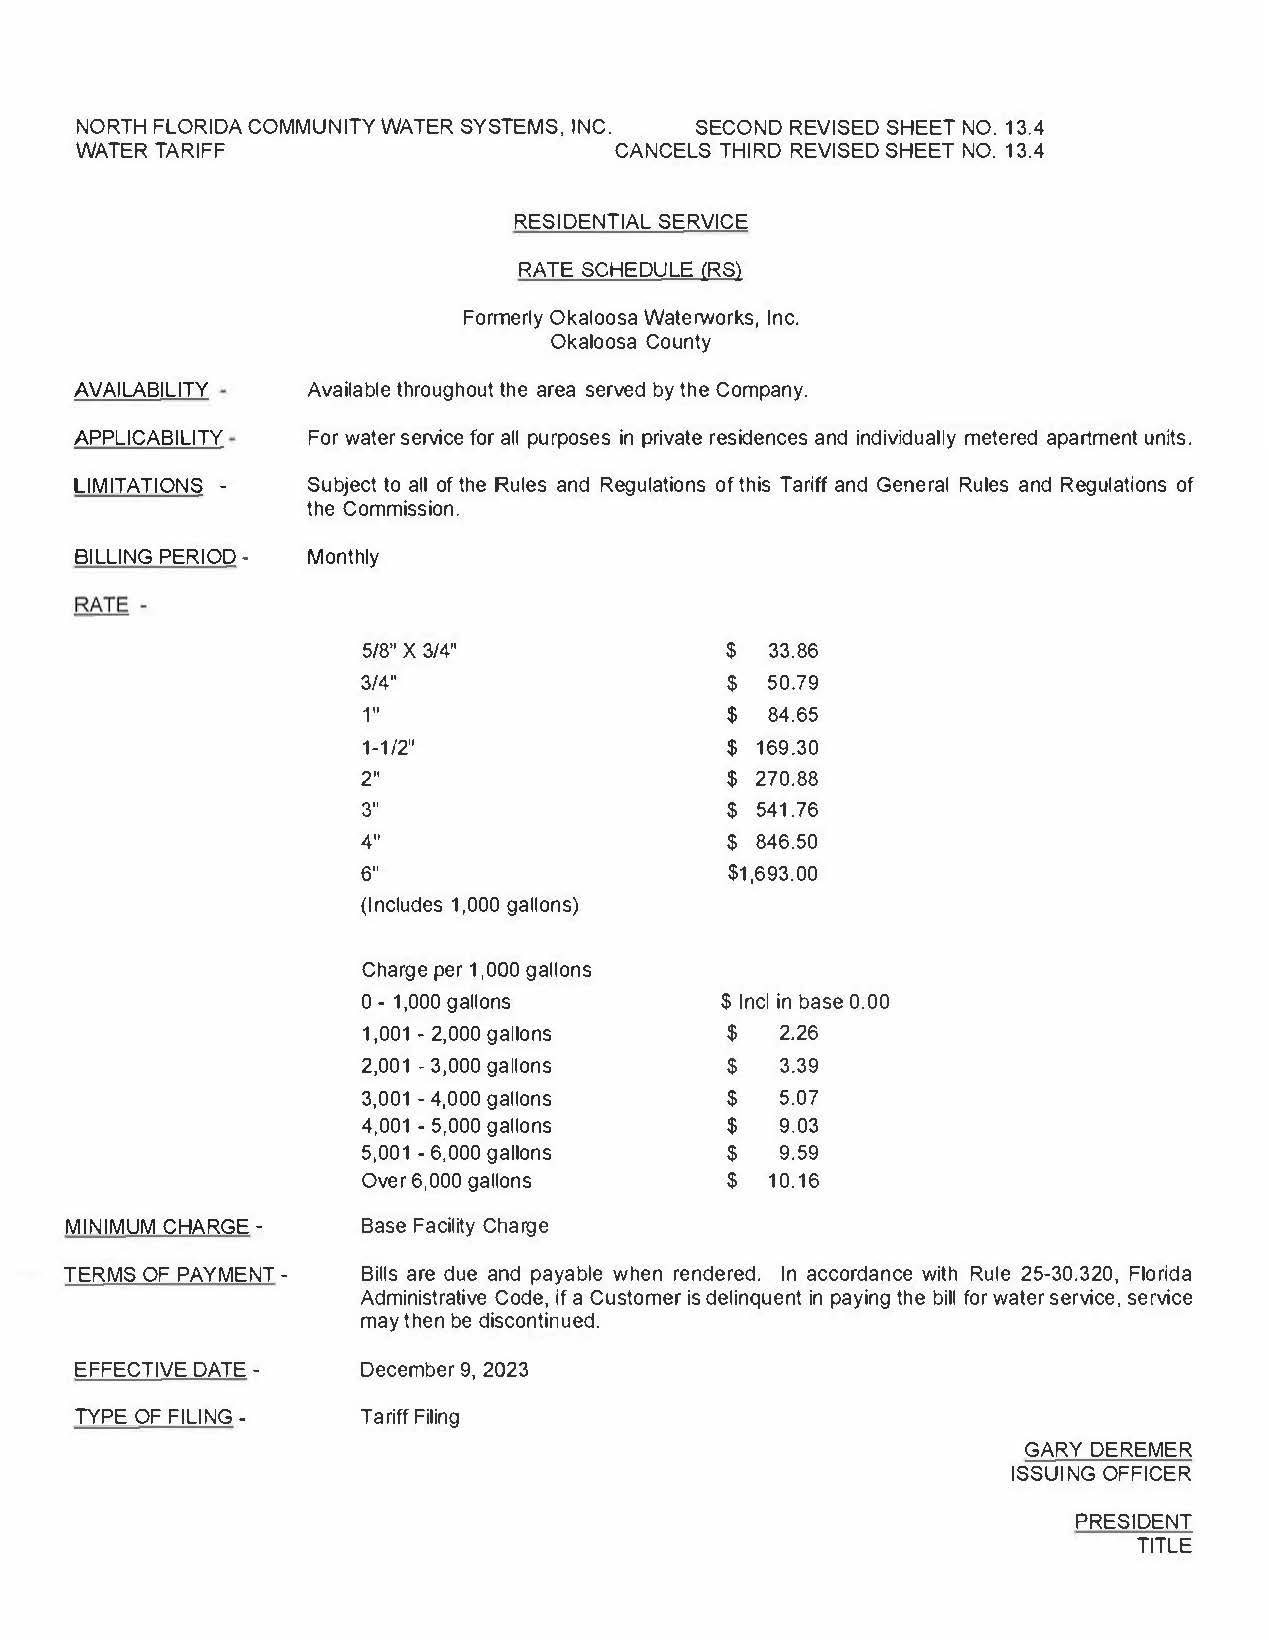 NORTH FLORIDA COMMUNITY WATER SYSTEMS, INC. SECOND REVISED SHEET NO. 13.4
WATER TARIFF CANCELS THIRD REVISED SHEET NO. 13.4
RESIDENTIAL SERVICE
RATE SCHEDULE (RS)
Formerly Okaloosa Waterworks, Inc.
Okaloosa County
AVAILABILITY - Available throughout the area served by the Company.
APPLICABILITY - For water service for all purposes in private residences and individually metered apartment units.
LIMITATIONS - Subject to all of the Rules and Regulations of this Tariff and General Rules and Regulations of
the Commission.
BILLING PERIOD - Monthly
RATE -
5/8" X 3/4" $ 33.86
3/4" $ 50.79
1" $ 84.65
1-1/2" $ 169.30
2" $ 270.88
3" $ 541.76
4" $ 846.50
6" $1,693.00
(Includes 1,000 gallons)
Charge per 1,000 gallons
0 - 1,000 gallons $ Incl in base 0.00
1,001 - 2,000 gallons $ 2.26
2,001 - 3,000 gallons $ 3.39
3,001 - 4,000 gallons $ 5.07
4,001 - 5,000 gallons $ 9.03
5,001 - 6,000 gallons $ 9.59
Over 6,000 gallons $ 10.16
MINIMUM CHARGE - Base Facility Charge
TERMS OF PAYMENT - Bills are due and payable when rendered. In accordance with Rule 25-30.320, Florida
Administrative Code, if a Customer is delinquent in paying the bill for water service, service
may then be discontinued.
EFFECTIVE DATE - December 9, 2023
TYPE OF FILING - Tariff Filing
GARY DEREMER
ISSUING OFFICER
PRESIDENT
TITLE